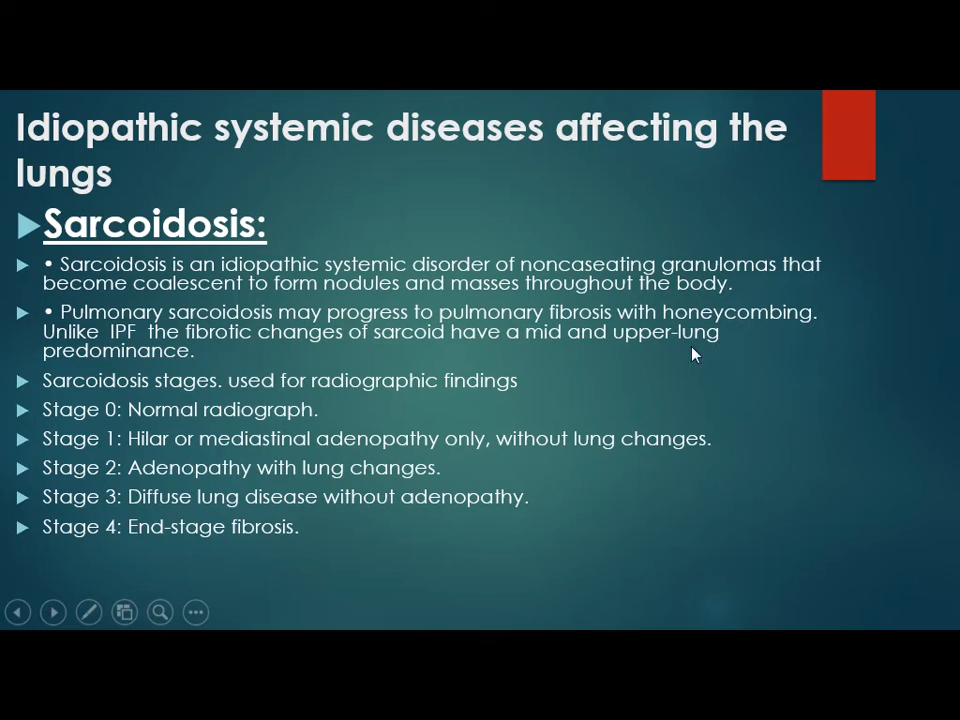 Idiopathic systemic diseases affecting the
lungs
Sarcoidosis:
• Sarcoidosis is an idiopathic systemic disorder of noncaseating granulomas that
become coalescent to form nodules and masses throughout the body.
• Pulmonary sarcoidosis may progress to pulmonary fibrosis with honeycombing.
Unlike IPF the fibrotic changes of sarcoid have a mid and upper-lung
predominance.
Sarcoidosis stages. used for radiographic findings
Stage 0: Normal radiograph.
Stage 1: Hilar or mediastinal adenopathy only, without lung changes.
Stage 2: Adenopathy with lung changes.
Stage 3: Diffuse lung disease without adenopathy.
Stage 4: End-stage fibrosis.